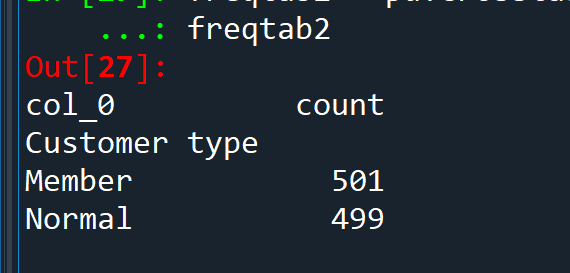 ...: freqtab2
Out[27]:
col_0 count
Customer type
Member 501
Normal 499